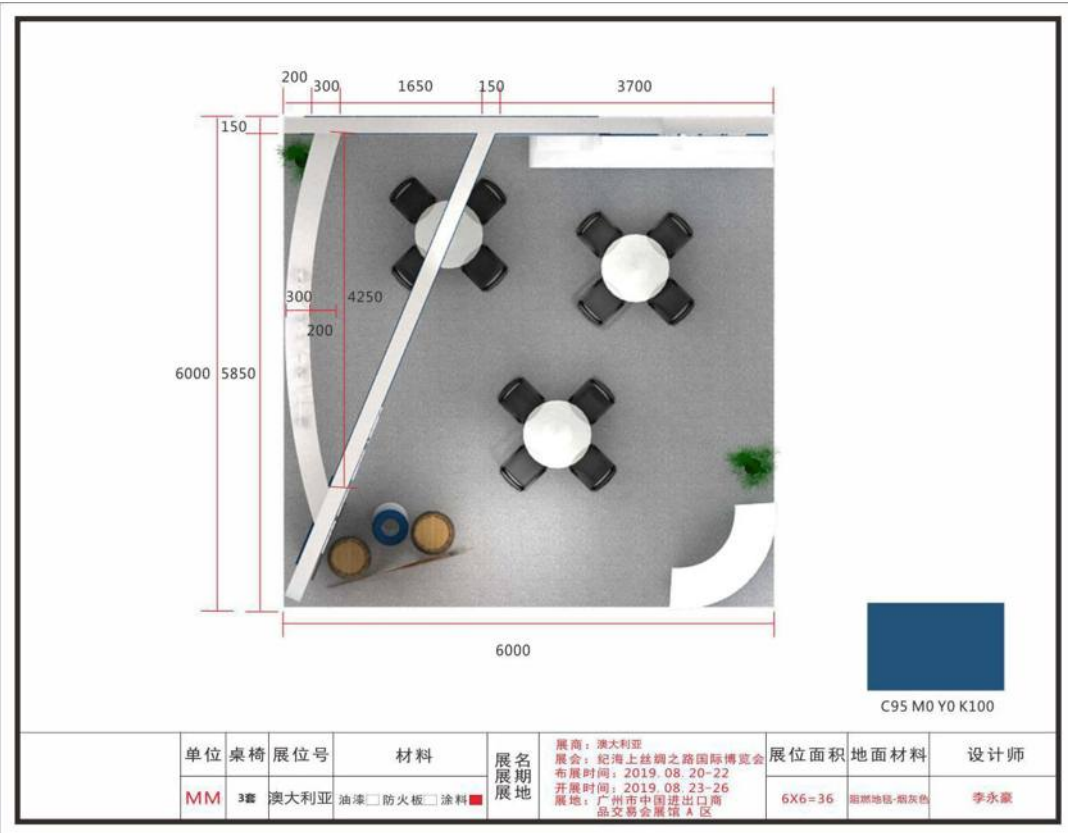 200 300 1650 150 3700
150
300 4250
200
6000 5850
6000
C95 M0 Y0 K100
单位 桌椅 展位号 材料 展名 展期 展地
展商：澳大利亚
展会：纪海上丝绸之路国际博览会
布展时间：2019.08.20-22
开展时间：2019.08.23-26
展地：广州市中国进出口商
品交易会展馆 A 区
展位面积 地面材料 设计师
MM 3套 澳大利亚 油漆 防火板 涂料
6X6=36 阻燃地毯-烟灰色 李永豪